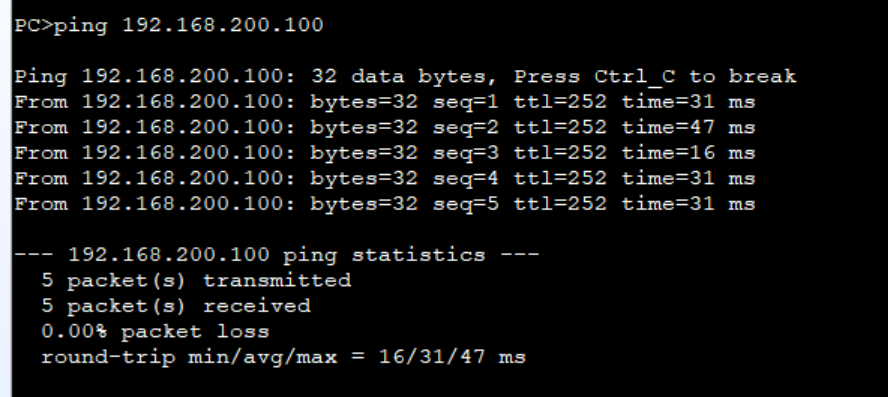 PC>ping 192.168.200.100
Ping 192.168.200.100: 32 data bytes, Press Ctrl_C to break
From 192.168.200.100: bytes=32 seq=1 ttl=252 time=31 ms
From 192.168.200.100: bytes=32 seq=2 ttl=252 time=47 ms
From 192.168.200.100: bytes=32 seq=3 ttl=252 time=16 ms
From 192.168.200.100: bytes=32 seq=4 ttl=252 time=31 ms
From 192.168.200.100: bytes=32 seq=5 ttl=252 time=31 ms
--- 192.168.200.100 ping statistics ---
5 packet(s) transmitted
5 packet(s) received
0.00% packet loss
round-trip min/avg/max = 16/31/47 ms